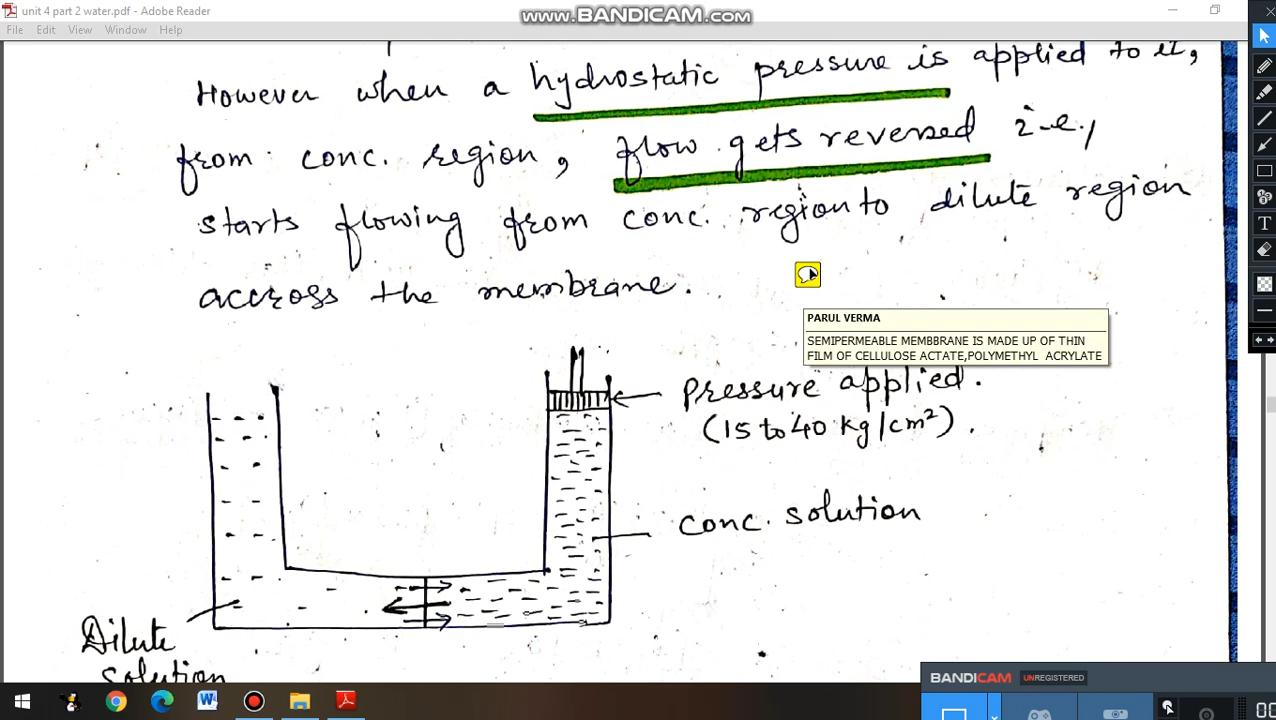 unit 4 part 2 water.pdf - Adobe Reader
www.BANDICAM.com
File Edit View Window Help
However when a hydrostatic pressure is applied to it,
from conc. region, flow gets reversed i.e.,
starts flowing from conc. region to dilute region
accross the membrane.
PARUL VERMA
SEMIPERMEABLE MEMBBRANE IS MADE UP OF THIN
FILM OF CELLULOSE ACTATE,POLYMETHYL ACRYLATE
Pressure applied.
(15 to 40 kg/cm²).
conc. solution
Dilute
solution
BANDICAM UNREGISTERED